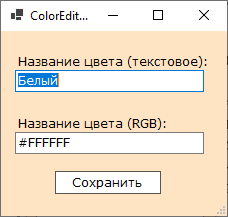 ColorEdit...
Название цвета (текстовое):
Белый
Название цвета (RGB):
#FFFFFF
Сохранить